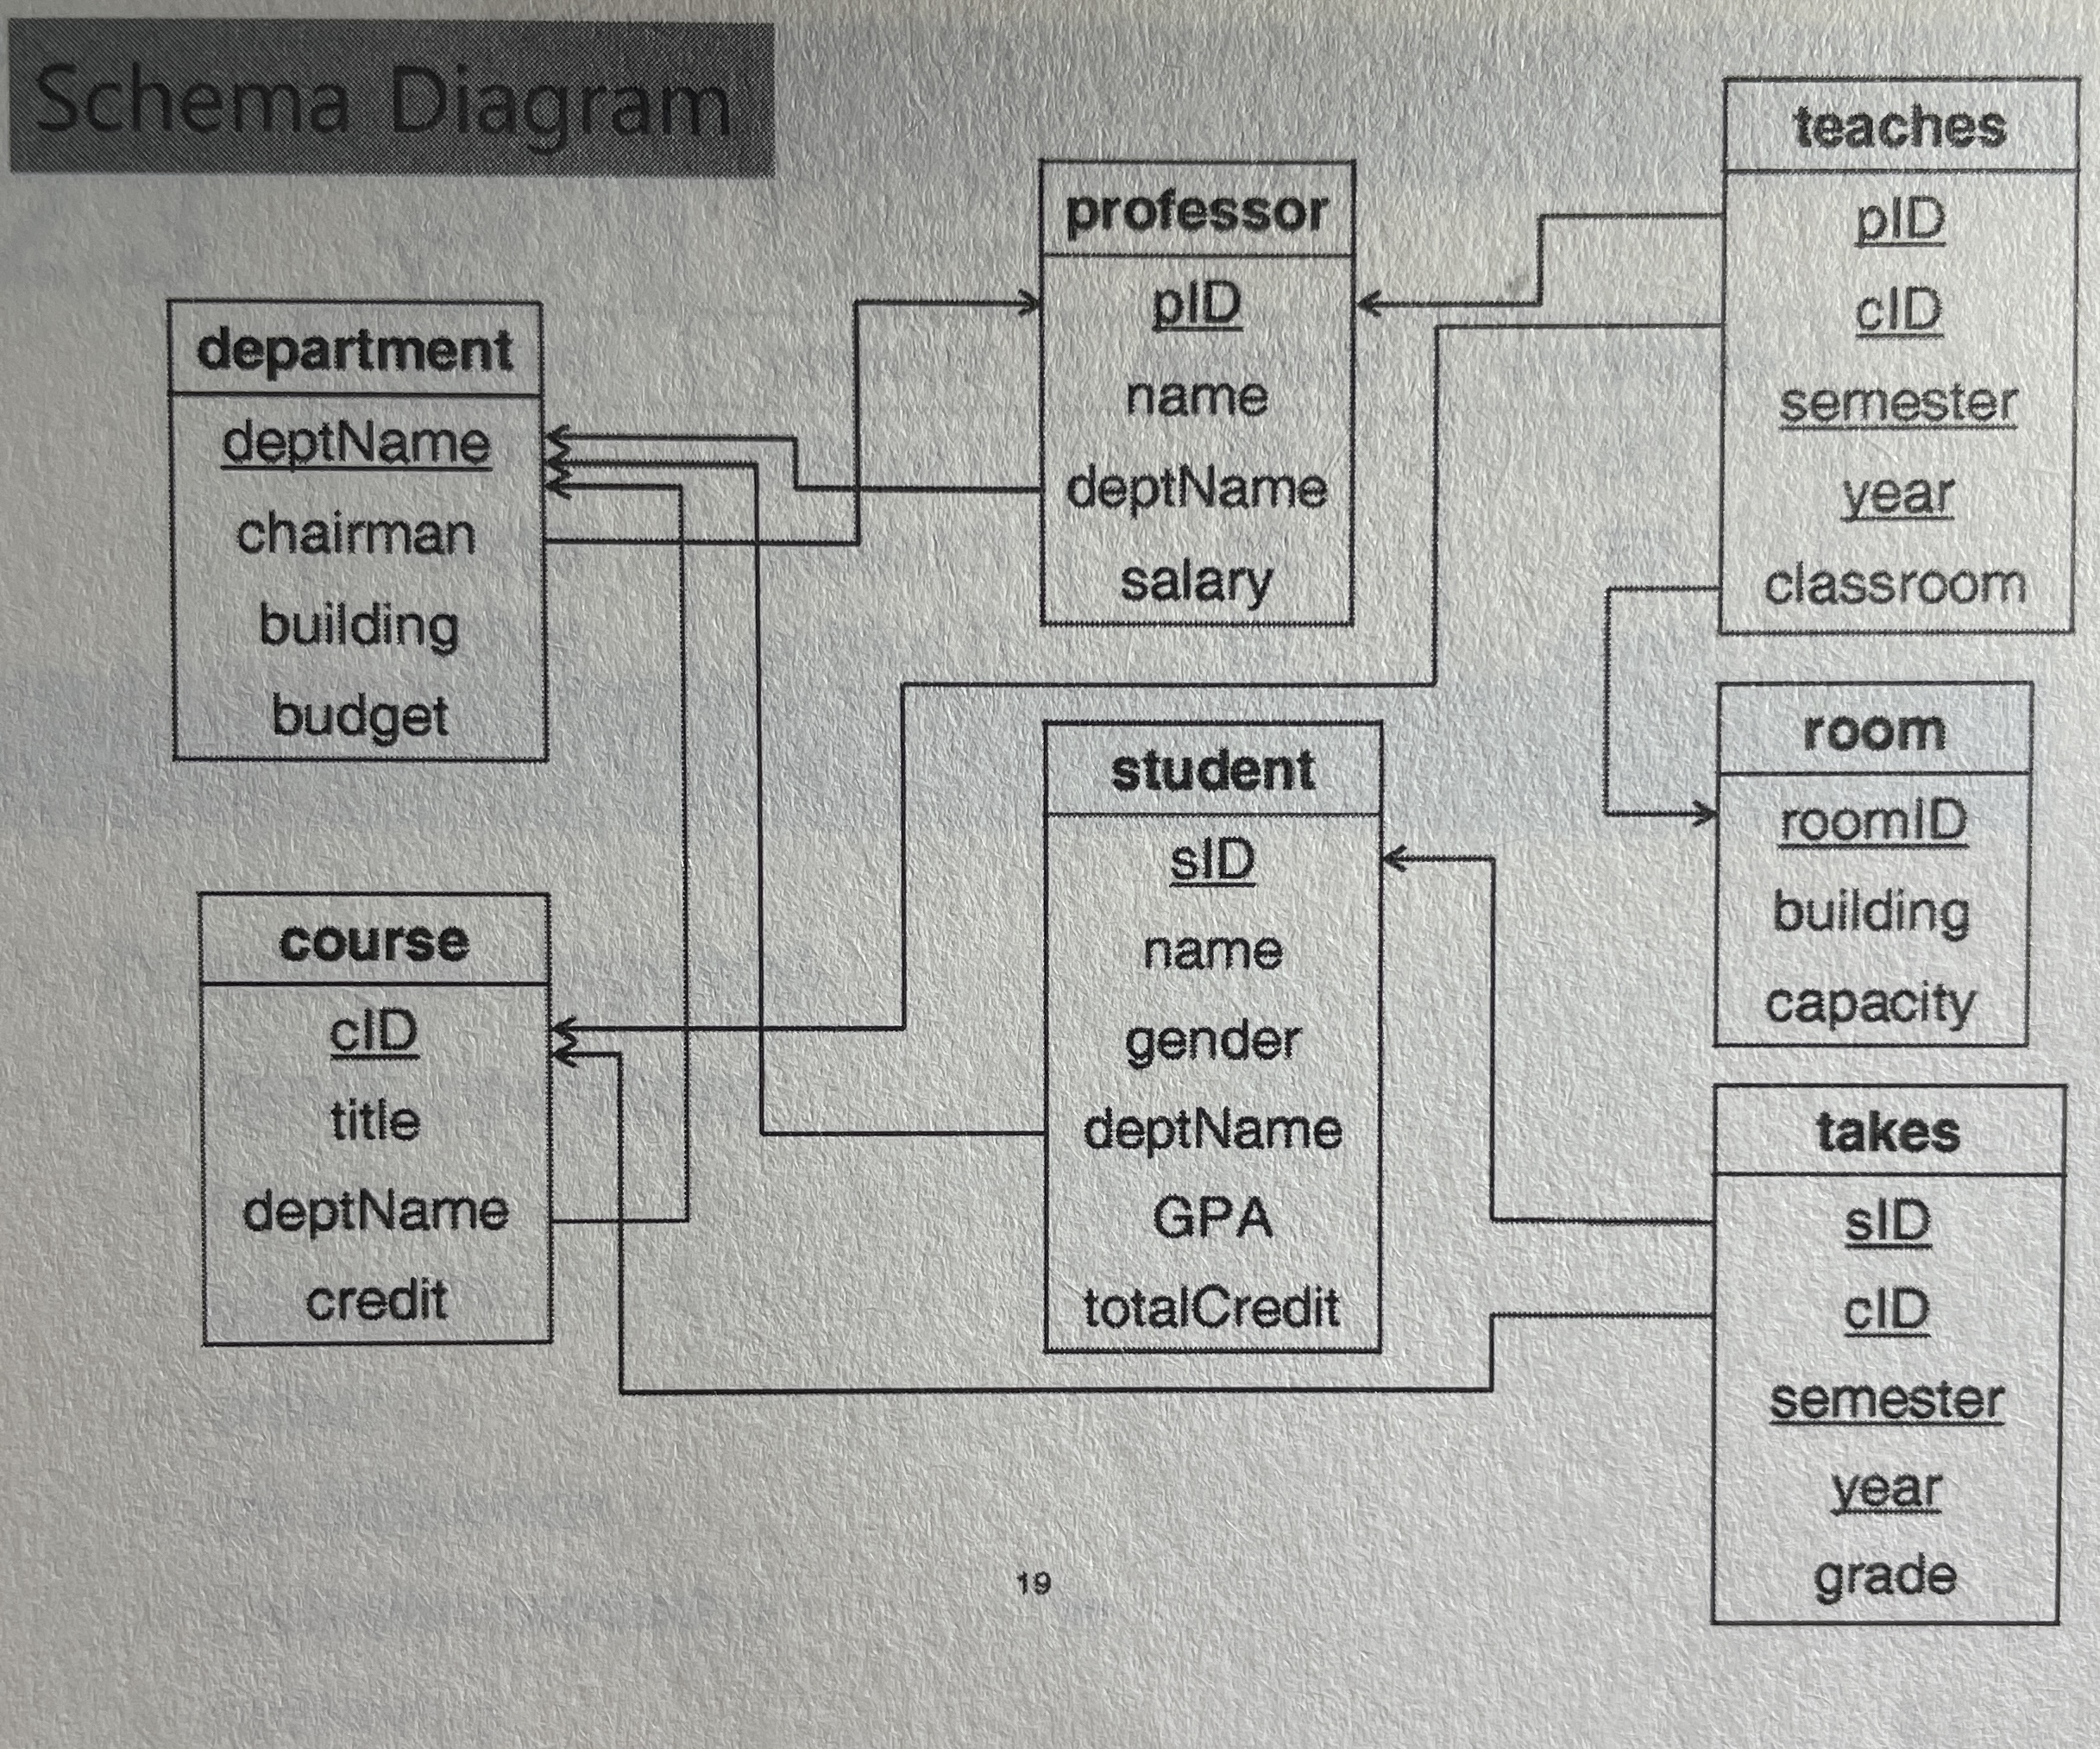 Schema Diagram
department
deptName
chairman
building
budget
course
cID
title
deptName
credit
professor
pID
name
deptName
salary
student
sID
name
gender
deptName
GPA
totalCredit
teaches
pID
cID
semester
year
classroom
room
roomID
building
capacity
takes
sID
cID
semester
year
grade
19